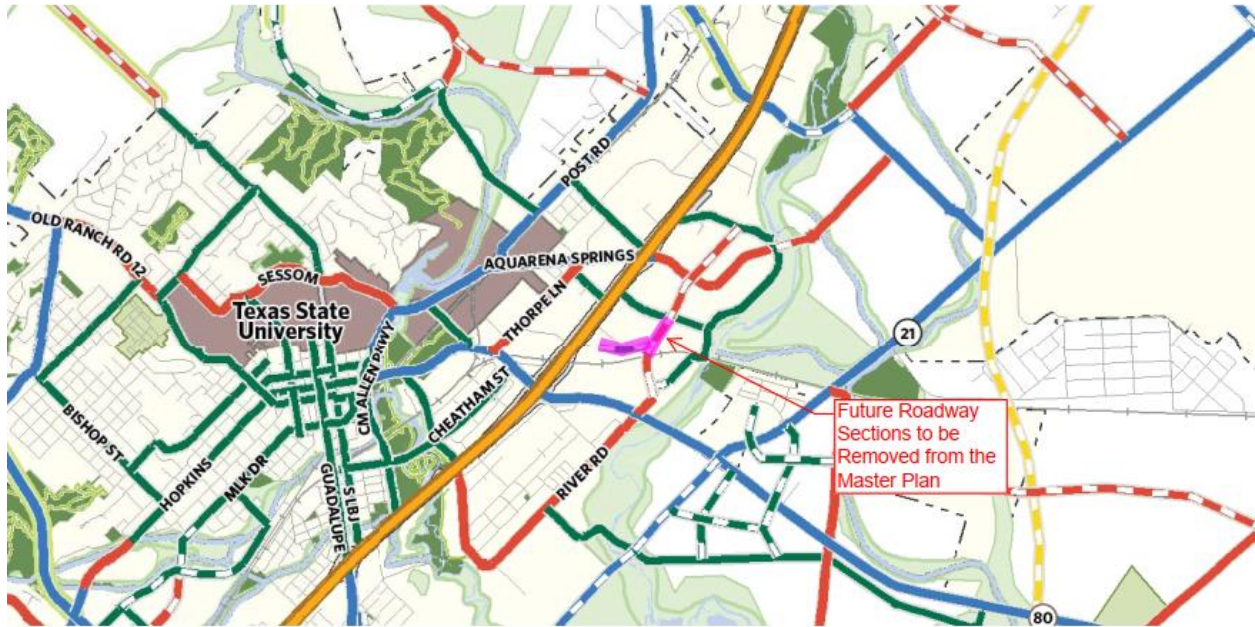 POST RD
OLD RANCH RD 12
SESSOM
AQUARENA SPRINGS
Texas State
University
THORPE LN
21
CM ALLEN PKWY
CHEATHAM ST
BISHOP ST
HOPKINS
MLK DR
GUADALUPE
S LBJ
RIVER RD
Future Roadway
Sections to be
Removed from the
Master Plan
80